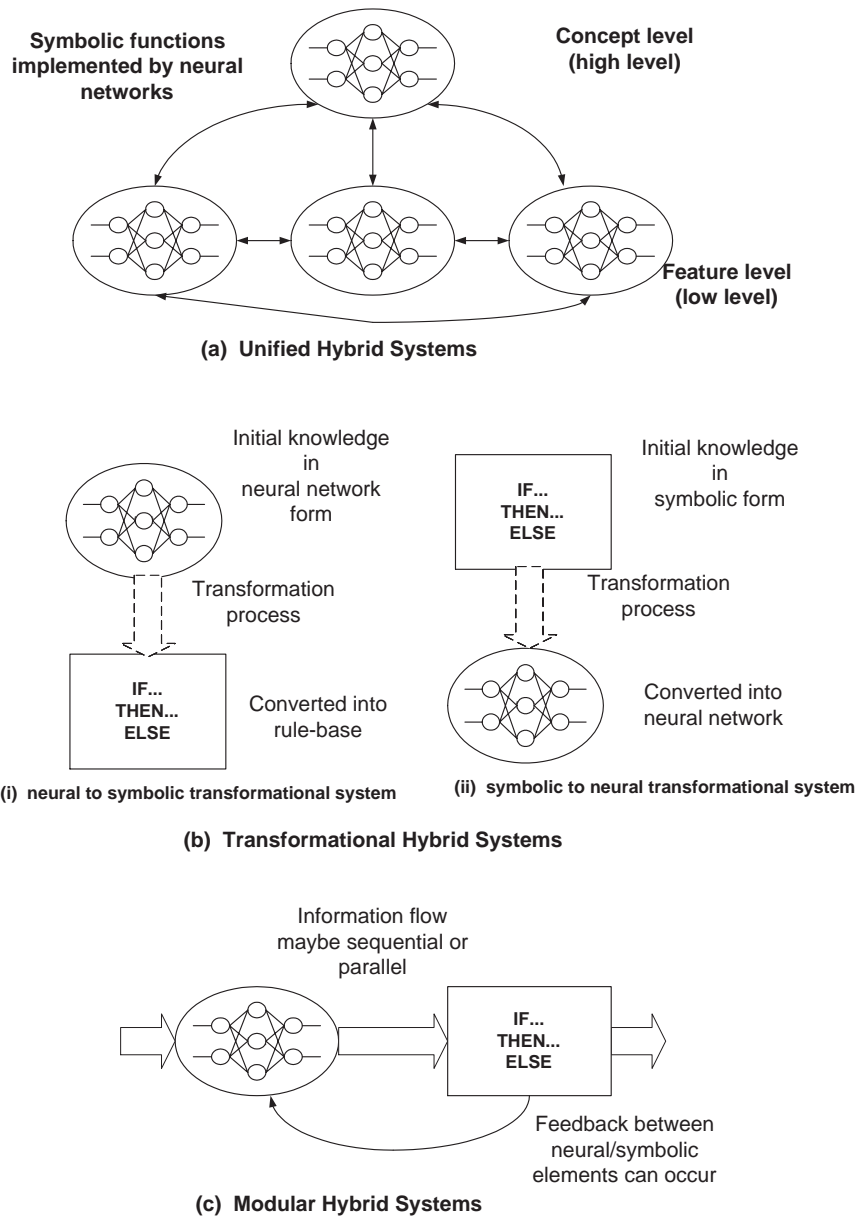 Symbolic functions
implemented by neural
networks
Concept level
(high level)
Feature level
(low level)
(a) Unified Hybrid Systems
Initial knowledge
in
neural network
form
Transformation
process
IF...
THEN...
ELSE
Converted into
rule-base
(i) neural to symbolic transformational system
Initial knowledge
in
symbolic form
IF...
THEN...
ELSE
Transformation
process
Converted into
neural network
(ii) symbolic to neural transformational system
(b) Transformational Hybrid Systems
Information flow
maybe sequential or
parallel
IF...
THEN...
ELSE
Feedback between
neural/symbolic
elements can occur
(c) Modular Hybrid Systems